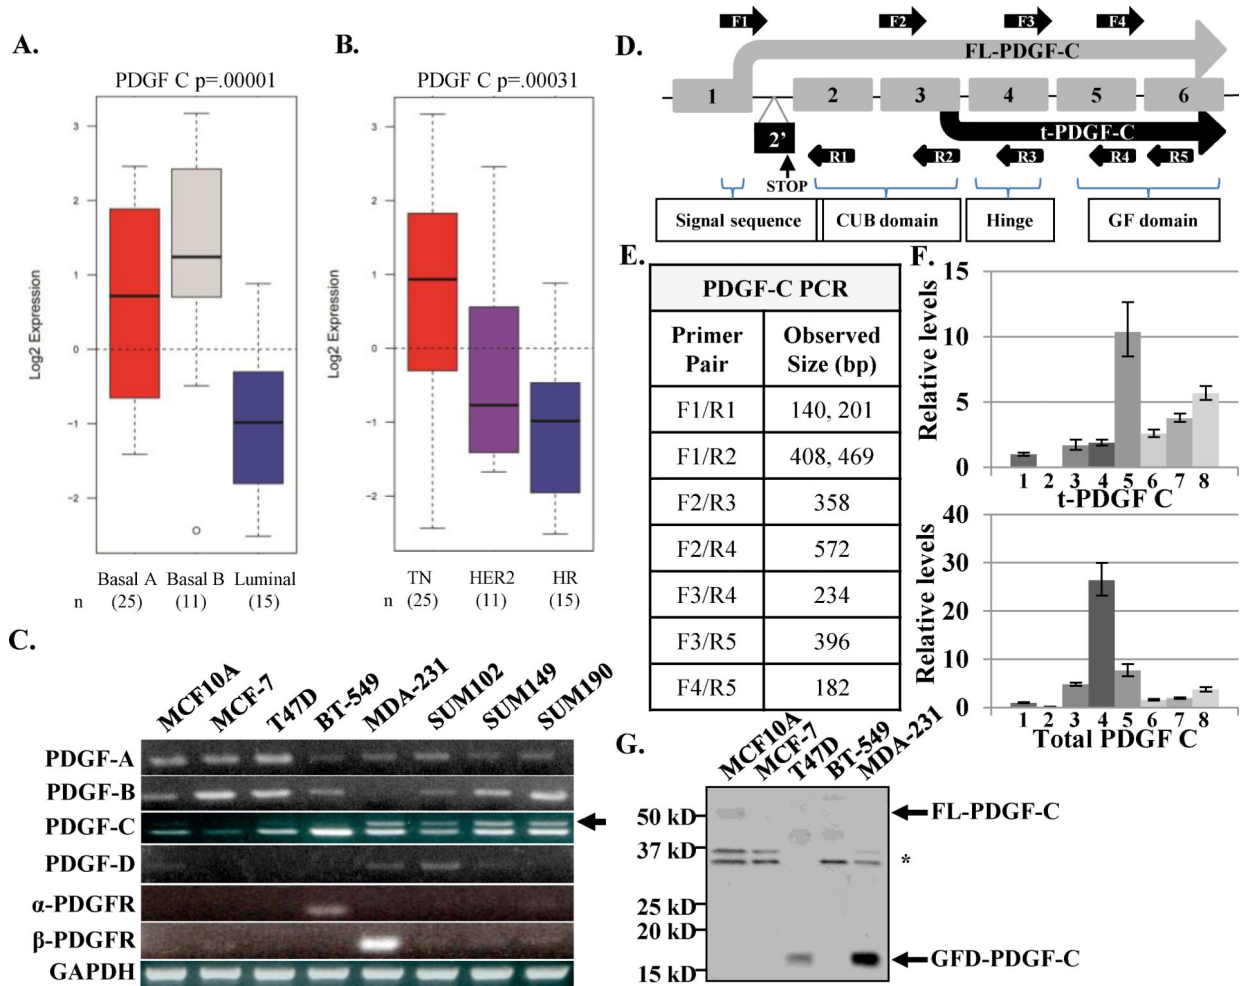 A.
PDGF C p=.00001
Log2 Expression
3
2
1
0
−1
−2
Basal A Basal B Luminal
n (25) (11) (15)
B.
PDGF C p=.00031
Log2 Expression
3
2
1
0
−1
−2
TN HER2 HR
n (25) (11) (15)
C.
MCF10A MCF-7 T47D BT-549 MDA-231 SUM102 SUM149 SUM190
PDGF-A
PDGF-B
PDGF-C
PDGF-D
α-PDGFR
β-PDGFR
GAPDH
D.
F1 F2 F3 F4
FL-PDGF-C
1 2 3 4 5 6
t-PDGF-C
2'
R1 R2 R3 R4 R5
STOP
Signal sequence CUB domain Hinge GF domain
E.
PDGF-C PCR
Primer Pair Observed Size (bp)
F1/R1 140, 201
F1/R2 408, 469
F2/R3 358
F2/R4 572
F3/R4 234
F3/R5 396
F4/R5 182
F.
Relative levels
15
10
5
0
1 2 3 4 5 6 7 8
t-PDGF C
Relative levels
40
30
20
10
0
1 2 3 4 5 6 7 8
Total PDGF C
G.
MCF10A MCF-7 T47D BT-549 MDA-231
50 kD
37 kD
25 kD
20 kD
15 kD
FL-PDGF-C
*
GFD-PDGF-C